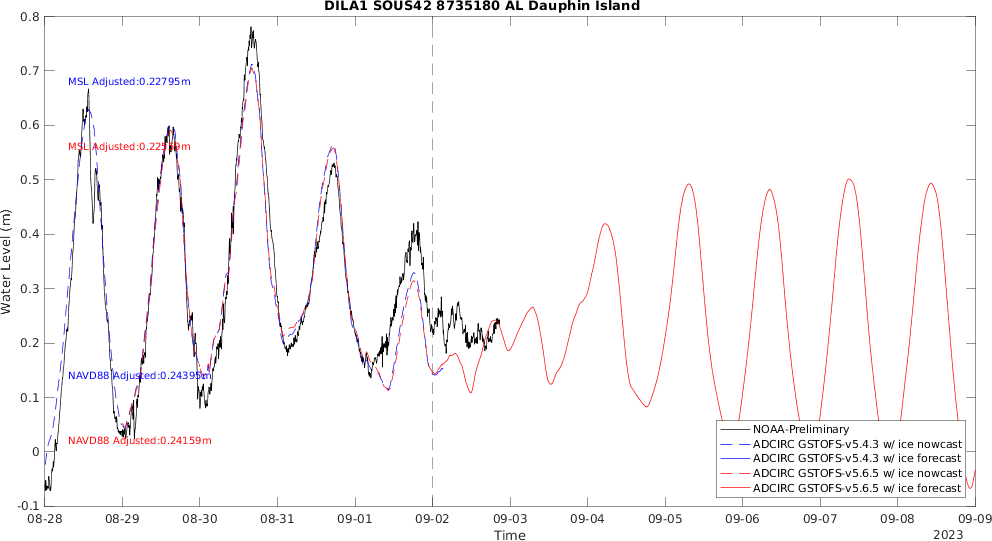 DILA1 SOUS42 8735180 AL Dauphin Island
Water Level (m)
0.8
0.7
0.6
0.5
0.4
0.3
0.2
0.1
0
-0.1
MSL Adjusted:0.22795m
MSL Adjusted:
NAVD88 Adjusted:0.24395m
NAVD88 Adjusted:0.24159m
NOAA-Preliminary
ADCIRC GSTOFS-v5.4.3 w/ ice nowcast
ADCIRC GSTOFS-v5.4.3 w/ ice forecast
ADCIRC GSTOFS-v5.6.5 w/ ice nowcast
ADCIRC GSTOFS-v5.6.5 w/ ice forecast
08-28 08-29 08-30 08-31 09-01 09-02 09-03 09-04 09-05 09-06 09-07 09-08 09-09
Time
2023